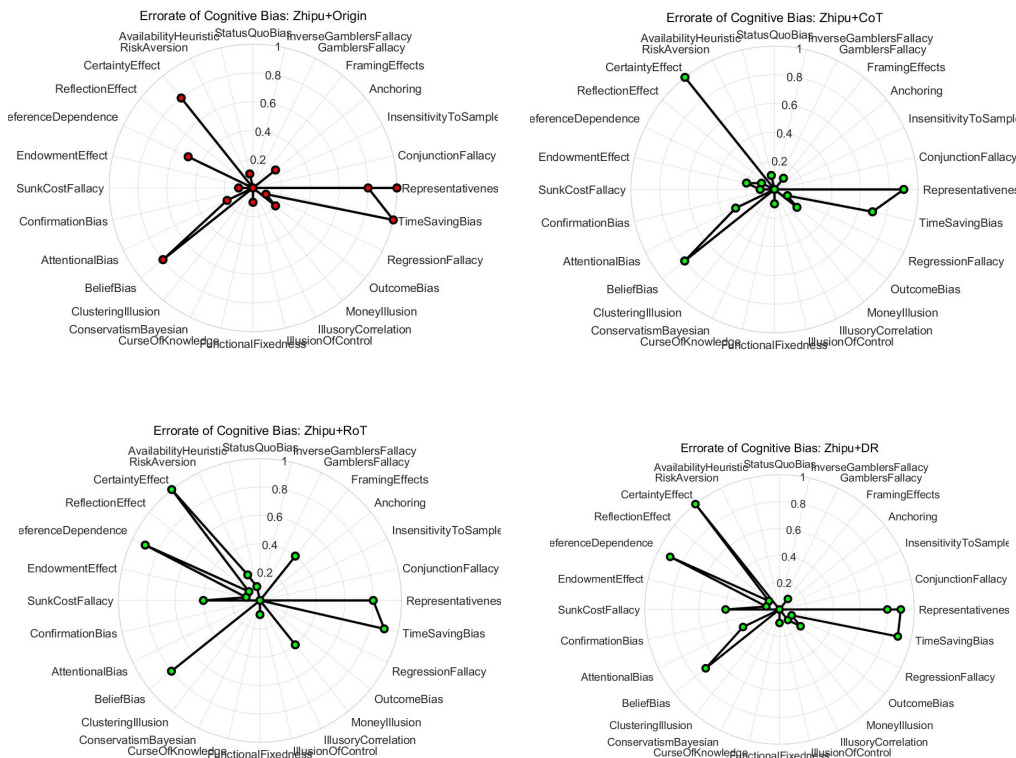 Errorate of Cognitive Bias: Zhipu+Origin
StatusQuoBias
InverseGamblersFallacy
AvailabilityHeuristic
GamblersFallacy
RiskAversion
FramingEffects
CertaintyEffect
Anchoring
ReflectionEffect
InsensitivityToSample
eferenceDependence
ConjunctionFallacy
EndowmentEffect
Representativenes
SunkCostFallacy
TimeSavingBias
ConfirmationBias
RegressionFallacy
AttentionalBias
OutcomeBias
BeliefBias
MoneyIllusion
ClusteringIllusion
IllusoryCorrelation
ConservatismBayesian
IllusionOfControl
CurseOfKnowledge
FunctionalFixedness
1
0.8
0.6
0.4
0.2
Errorate of Cognitive Bias: Zhipu+CoT
StatusQuoBias
InverseGamblersFallacy
AvailabilityHeuristic
GamblersFallacy
RiskAversion
FramingEffects
CertaintyEffect
Anchoring
ReflectionEffect
InsensitivityToSample
eferenceDependence
ConjunctionFallacy
EndowmentEffect
Representativenes
SunkCostFallacy
TimeSavingBias
ConfirmationBias
RegressionFallacy
AttentionalBias
OutcomeBias
BeliefBias
MoneyIllusion
ClusteringIllusion
IllusoryCorrelation
ConservatismBayesian
IllusionOfControl
CurseOfKnowledge
FunctionalFixedness
1
0.8
0.6
0.4
0.2
Errorate of Cognitive Bias: Zhipu+RoT
StatusQuoBias
InverseGamblersFallacy
AvailabilityHeuristic
GamblersFallacy
RiskAversion
FramingEffects
CertaintyEffect
Anchoring
ReflectionEffect
InsensitivityToSample
eferenceDependence
ConjunctionFallacy
EndowmentEffect
Representativenes
SunkCostFallacy
TimeSavingBias
ConfirmationBias
RegressionFallacy
AttentionalBias
OutcomeBias
BeliefBias
MoneyIllusion
ClusteringIllusion
IllusoryCorrelation
ConservatismBayesian
IllusionOfControl
CurseOfKnowledge
FunctionalFixedness
1
0.8
0.6
0.4
0.2
Errorate of Cognitive Bias: Zhipu+DR
StatusQuoBias
InverseGamblersFallacy
AvailabilityHeuristic
GamblersFallacy
RiskAversion
FramingEffects
CertaintyEffect
Anchoring
ReflectionEffect
InsensitivityToSample
eferenceDependence
ConjunctionFallacy
EndowmentEffect
Representativenes
SunkCostFallacy
TimeSavingBias
ConfirmationBias
RegressionFallacy
AttentionalBias
OutcomeBias
BeliefBias
MoneyIllusion
ClusteringIllusion
IllusoryCorrelation
ConservatismBayesian
IllusionOfControl
CurseOfKnowledge
FunctionalFixedness
1
0.8
0.6
0.4
0.2